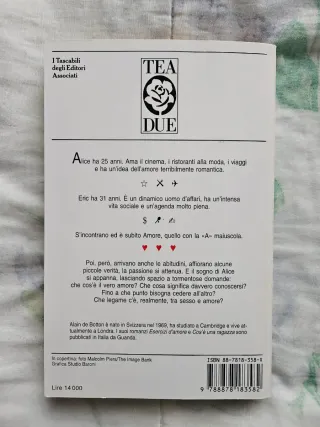 I Tascabili
degli Editori
Associati
TEA
DUE
Alice ha 25 anni. Ama il cinema, i ristoranti alla moda, i viaggi
e ha un'idea dell'amore terribilmente romantica.
Eric ha 31 anni. È un dinamico uomo d'affari, ha un'intensa
vita sociale e un'agenda molto piena.
$
S'incontrano ed è subito Amore, quello con la «A» maiuscola.
Poi, però, arrivano anche le abitudini, affiorano alcune
piccole verità, la passione si attenua. E il sogno di Alice
si appanna, lasciando spazio a tormentose domande:
che cos'è il vero amore? Che cosa significa davvero conoscersi?
Fino a che punto bisogna cedere all'altro?
Che legame c'è, realmente, fra sesso e amore?
Alain de Botton è nato in Svizzera nel 1969, ha studiato a Cambridge e vive at-
tualmente a Londra. I suoi romanzi Esercizi d'amore e Cos'è una ragazza sono
pubblicati in Italia da Guanda.
In copertina: foto Malcolm Piers/The Image Bank
Grafica Studio Baroni
Lire 14 000
ISBN 88-7818-358-0
9 788878 183582